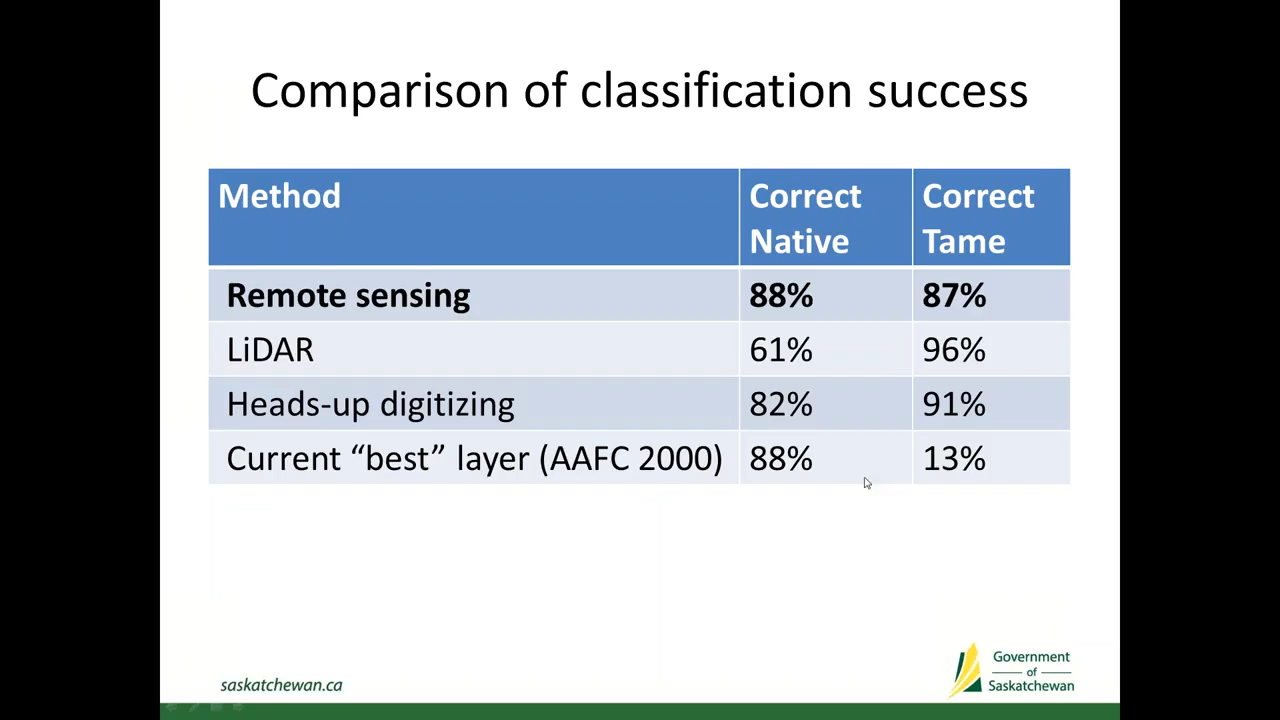 Comparison of classification success
Method Correct Native Correct Tame
Remote sensing 88% 87%
LiDAR 61% 96%
Heads-up digitizing 82% 91%
Current “best” layer (AAFC 2000) 88% 13%
saskatchewan.ca
Government
of
Saskatchewan